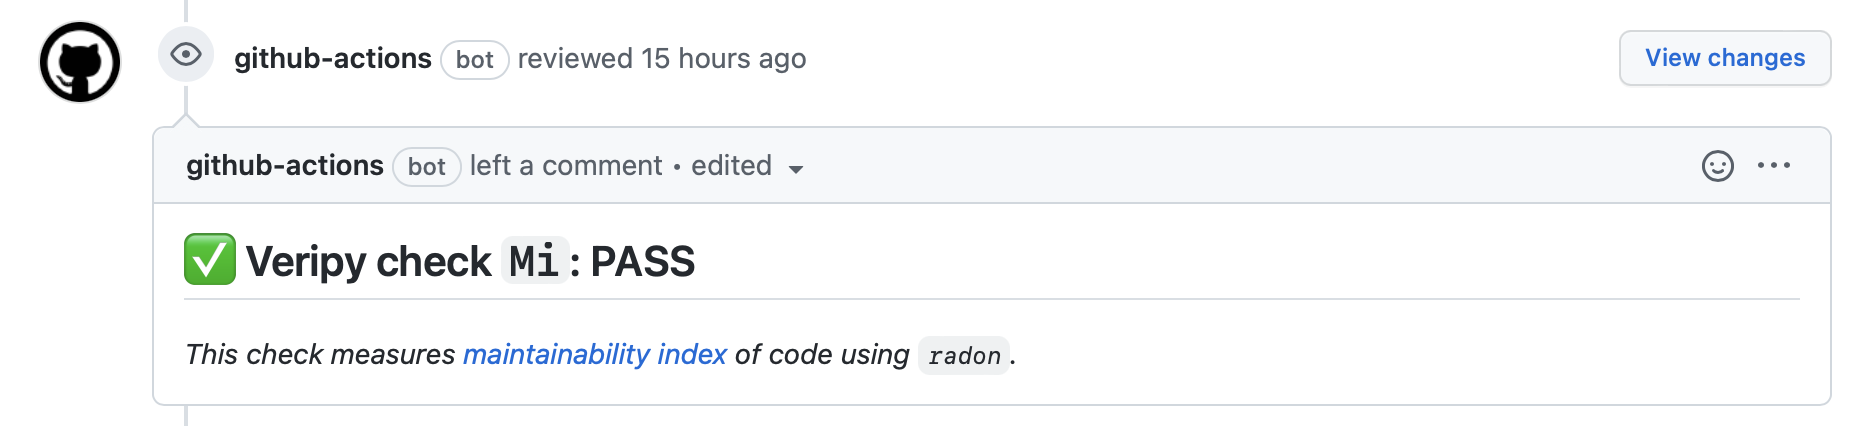 github-actions bot reviewed 15 hours ago View changes
github-actions bot left a comment • edited
✅ Veripy check Mi: PASS
This check measures maintainability index of code using radon.